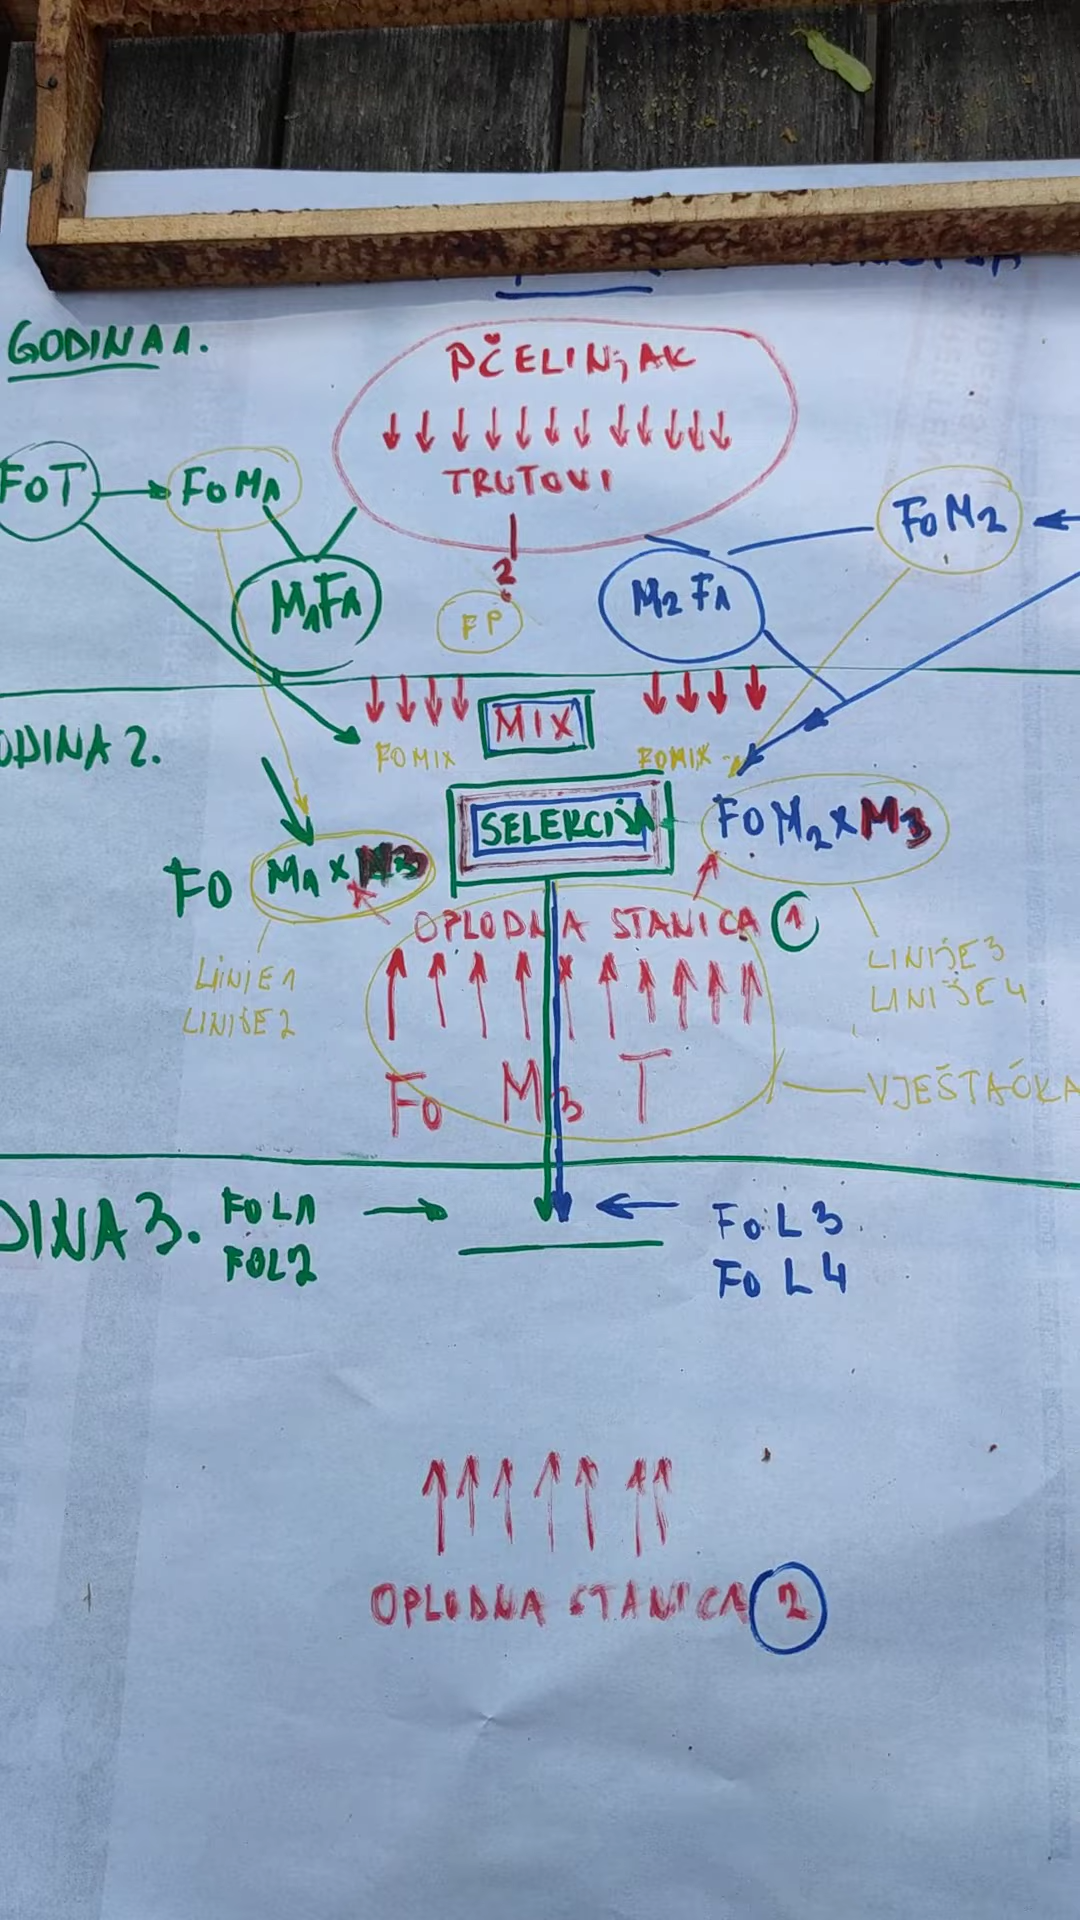 GODINA 1.
PČELINJAK
TRUTOVI
FoT
FoM1
FoM2
M1F1
2
FP
M2F1
ODINA 2.
MIX
FOMIX
FOMIX
SELEKCIJA
FO M1xM3
FOM2xM3
OPLODNA STANICA 1
LINIJE 1
LINIJE 2
LINIJE 3
LINIJE 4
Fo M3 T
VJEŠTAČKA
DINA 3.
FOL1
FOL2
FOL3
FOL4
OPLODNA STANICA 2